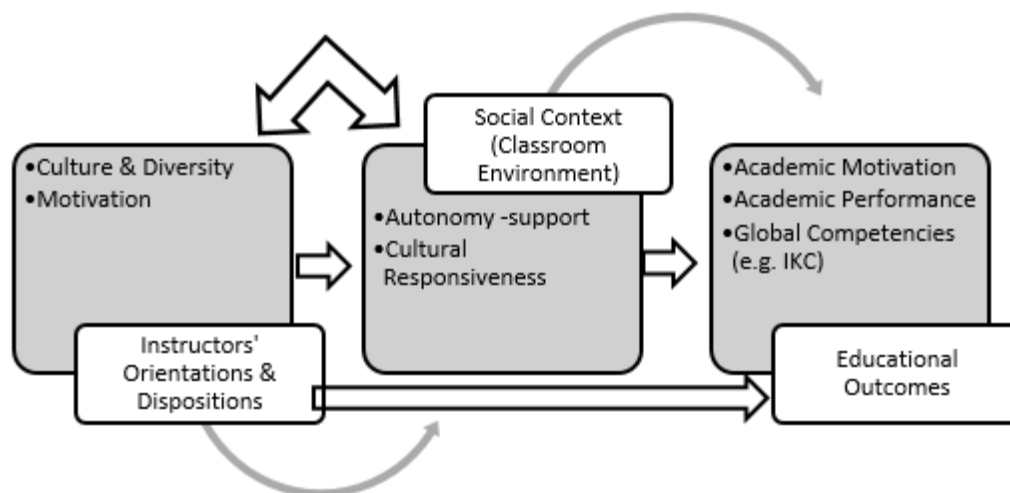 •Culture & Diversity
•Motivation
Instructors'
Orientations &
Dispositions
Social Context
(Classroom
Environment)
•Autonomy -support
•Cultural
Responsiveness
•Academic Motivation
•Academic Performance
•Global Competencies
(e.g. IKC)
Educational
Outcomes